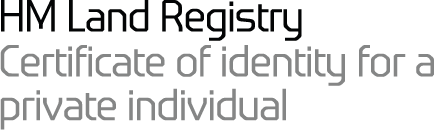 HM Land Registry
Certificate of identity for a
private individual